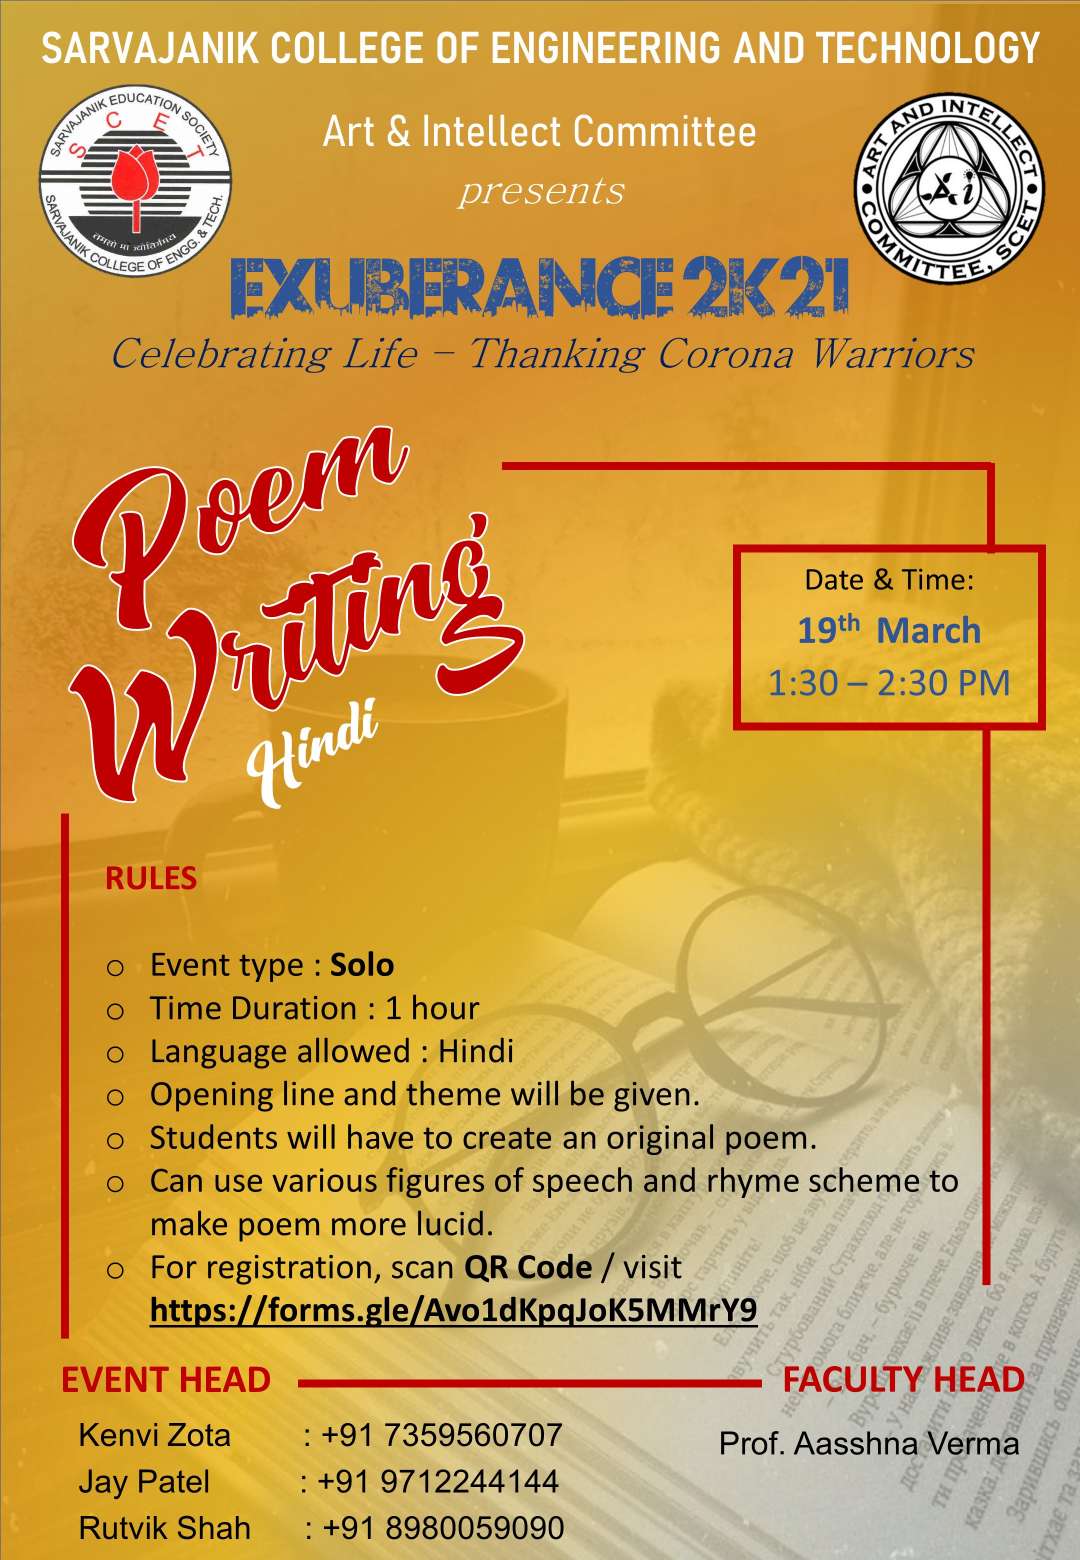 SARVAJANIK COLLEGE OF ENGINEERING AND TECHNOLOGY
SARVAJANIK EDUCATION SOCIETY
SCET
तमसो मा ज्योतिर्गमय
SARVAJANIK COLLEGE OF ENGG. & TECH.
Art & Intellect Committee
presents
ART AND INTELLECT
Ai
COMMITTEE, SCET
EXUBERANCE 2K21
Celebrating Life – Thanking Corona Warriors
Poem
Writing
Hindi
Date & Time:
19th March
1:30 – 2:30 PM
RULES
o Event type : Solo
o Time Duration : 1 hour
o Language allowed : Hindi
o Opening line and theme will be given.
o Students will have to create an original poem.
o Can use various figures of speech and rhyme scheme to
make poem more lucid.
o For registration, scan QR Code / visit
https://forms.gle/Avo1dKpqJoK5MMrY9
EVENT HEAD
Kenvi Zota : +91 7359560707
Jay Patel : +91 9712244144
Rutvik Shah : +91 8980059090
FACULTY HEAD
Prof. Aasshna Verma